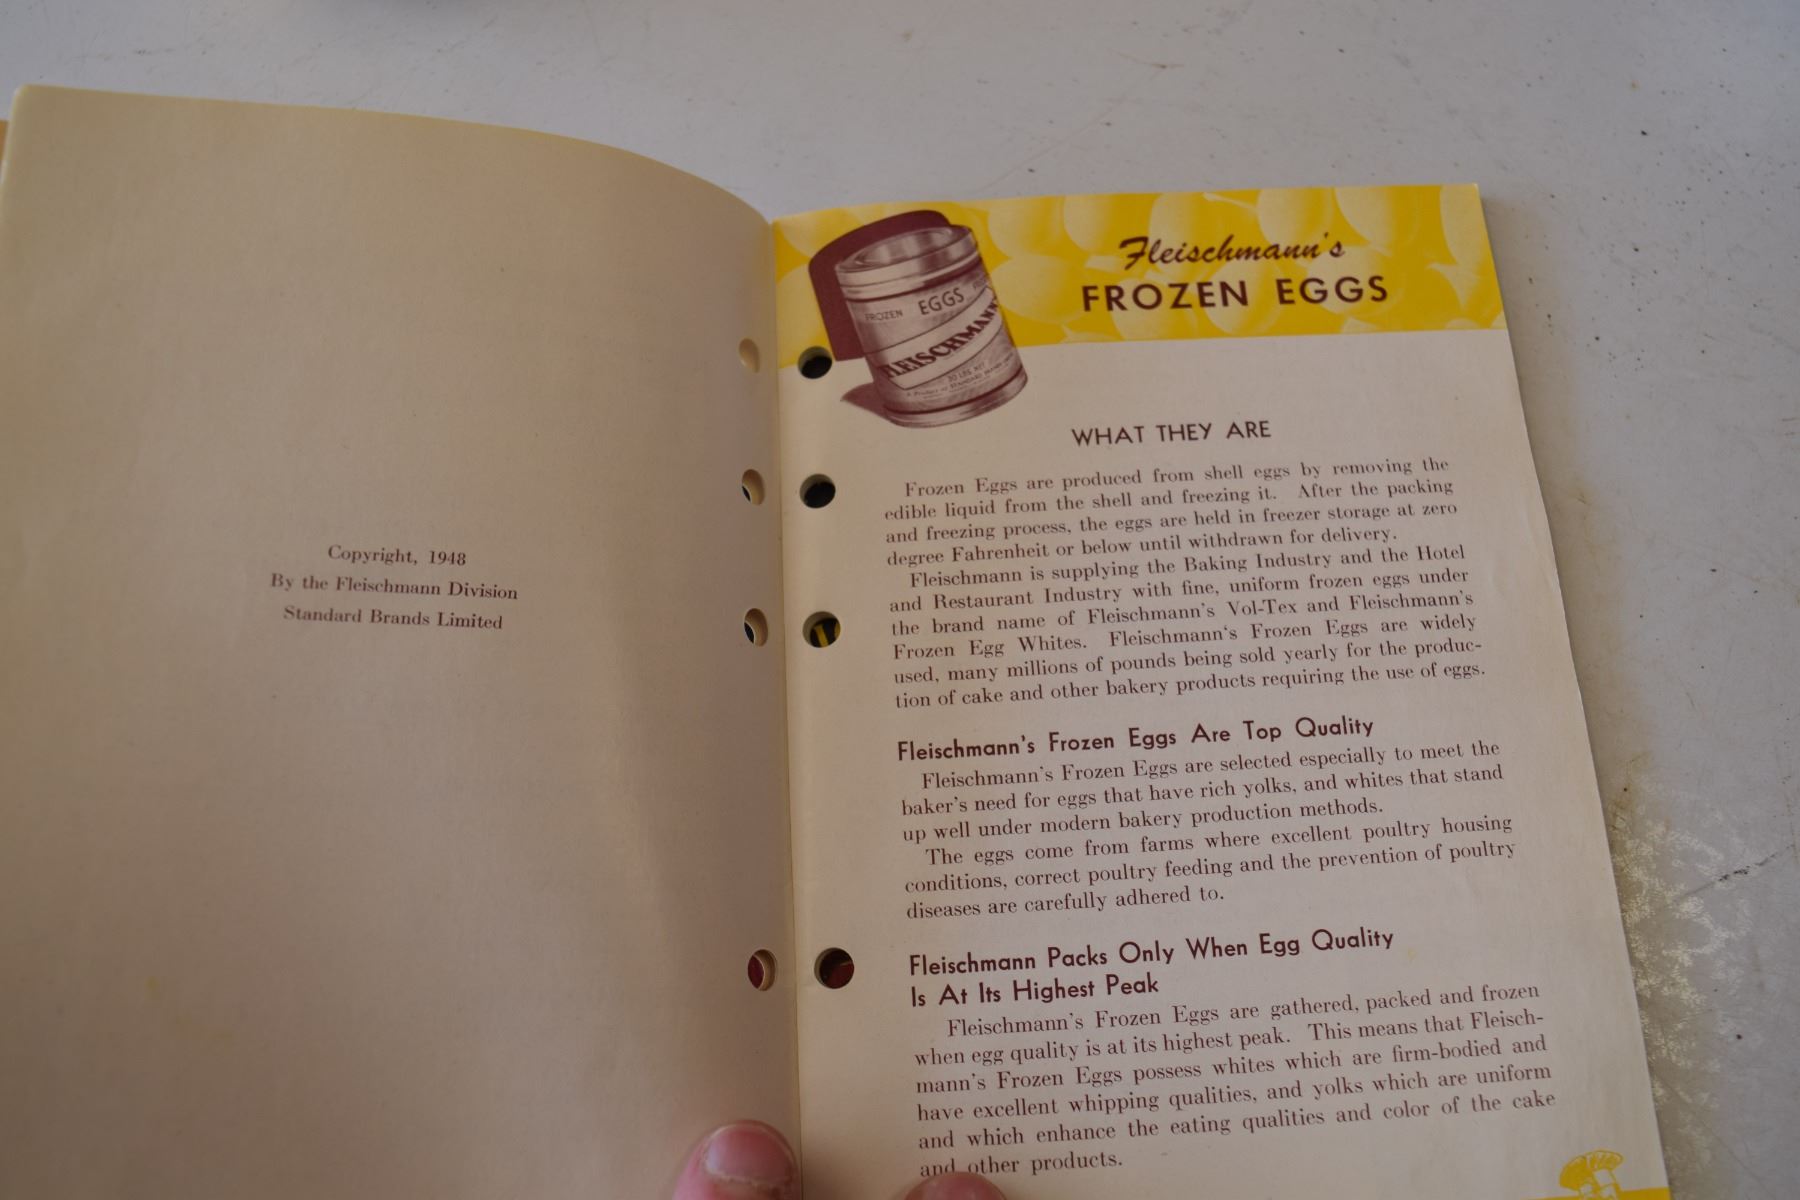 Copyright, 1948
By the Fleischmann Division
Standard Brands Limited
Fleischmann's
FROZEN EGGS
FROZEN EGGS
FLEISCHMANN'S
30 LBS. NET
WHAT THEY ARE
Frozen Eggs are produced from shell eggs by removing the
edible liquid from the shell and freezing it. After the packing
and freezing process, the eggs are held in freezer storage at zero
degree Fahrenheit or below until withdrawn for delivery.
Fleischmann is supplying the Baking Industry and the Hotel
and Restaurant Industry with fine, uniform frozen eggs under
the brand name of Fleischmann's Vol-Tex and Fleischmann's
Frozen Egg Whites. Fleischmann's Frozen Eggs are widely
used, many millions of pounds being sold yearly for the produc-
tion of cake and other bakery products requiring the use of eggs.
Fleischmann's Frozen Eggs Are Top Quality
Fleischmann's Frozen Eggs are selected especially to meet the
baker's need for eggs that have rich yolks, and whites that stand
up well under modern bakery production methods.
The eggs come from farms where excellent poultry housing
conditions, correct poultry feeding and the prevention of poultry
diseases are carefully adhered to.
Fleischmann Packs Only When Egg Quality
Is At Its Highest Peak
Fleischmann's Frozen Eggs are gathered, packed and frozen
when egg quality is at its highest peak. This means that Fleisch-
mann's Frozen Eggs possess whites which are firm-bodied and
have excellent whipping qualities, and yolks which are uniform
and which enhance the eating qualities and color of the cake
and other products.